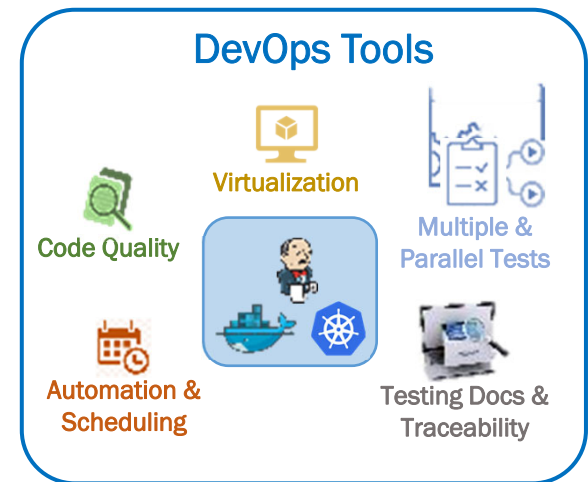 DevOps Tools
Virtualization
Code Quality
Multiple &
Parallel Tests
Automation &
Scheduling
Testing Docs &
Traceability